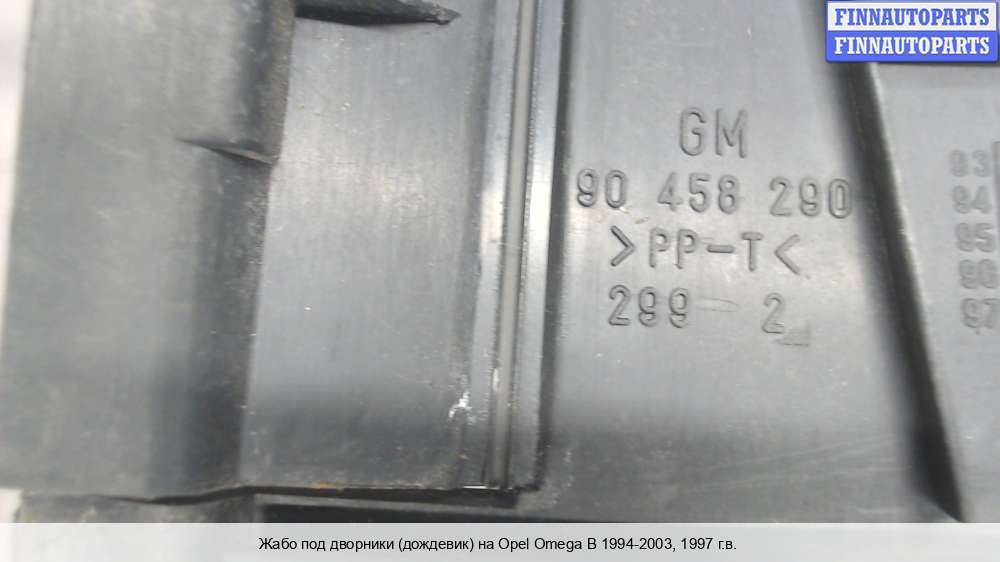 FINNAUTOPARTS
FINNAUTOPARTS
GM
90 458 290
>PP-T<
299-2
93
94
95
96
97
Жабо под дворники (дождевик) на Opel Omega B 1994-2003, 1997 г.в.